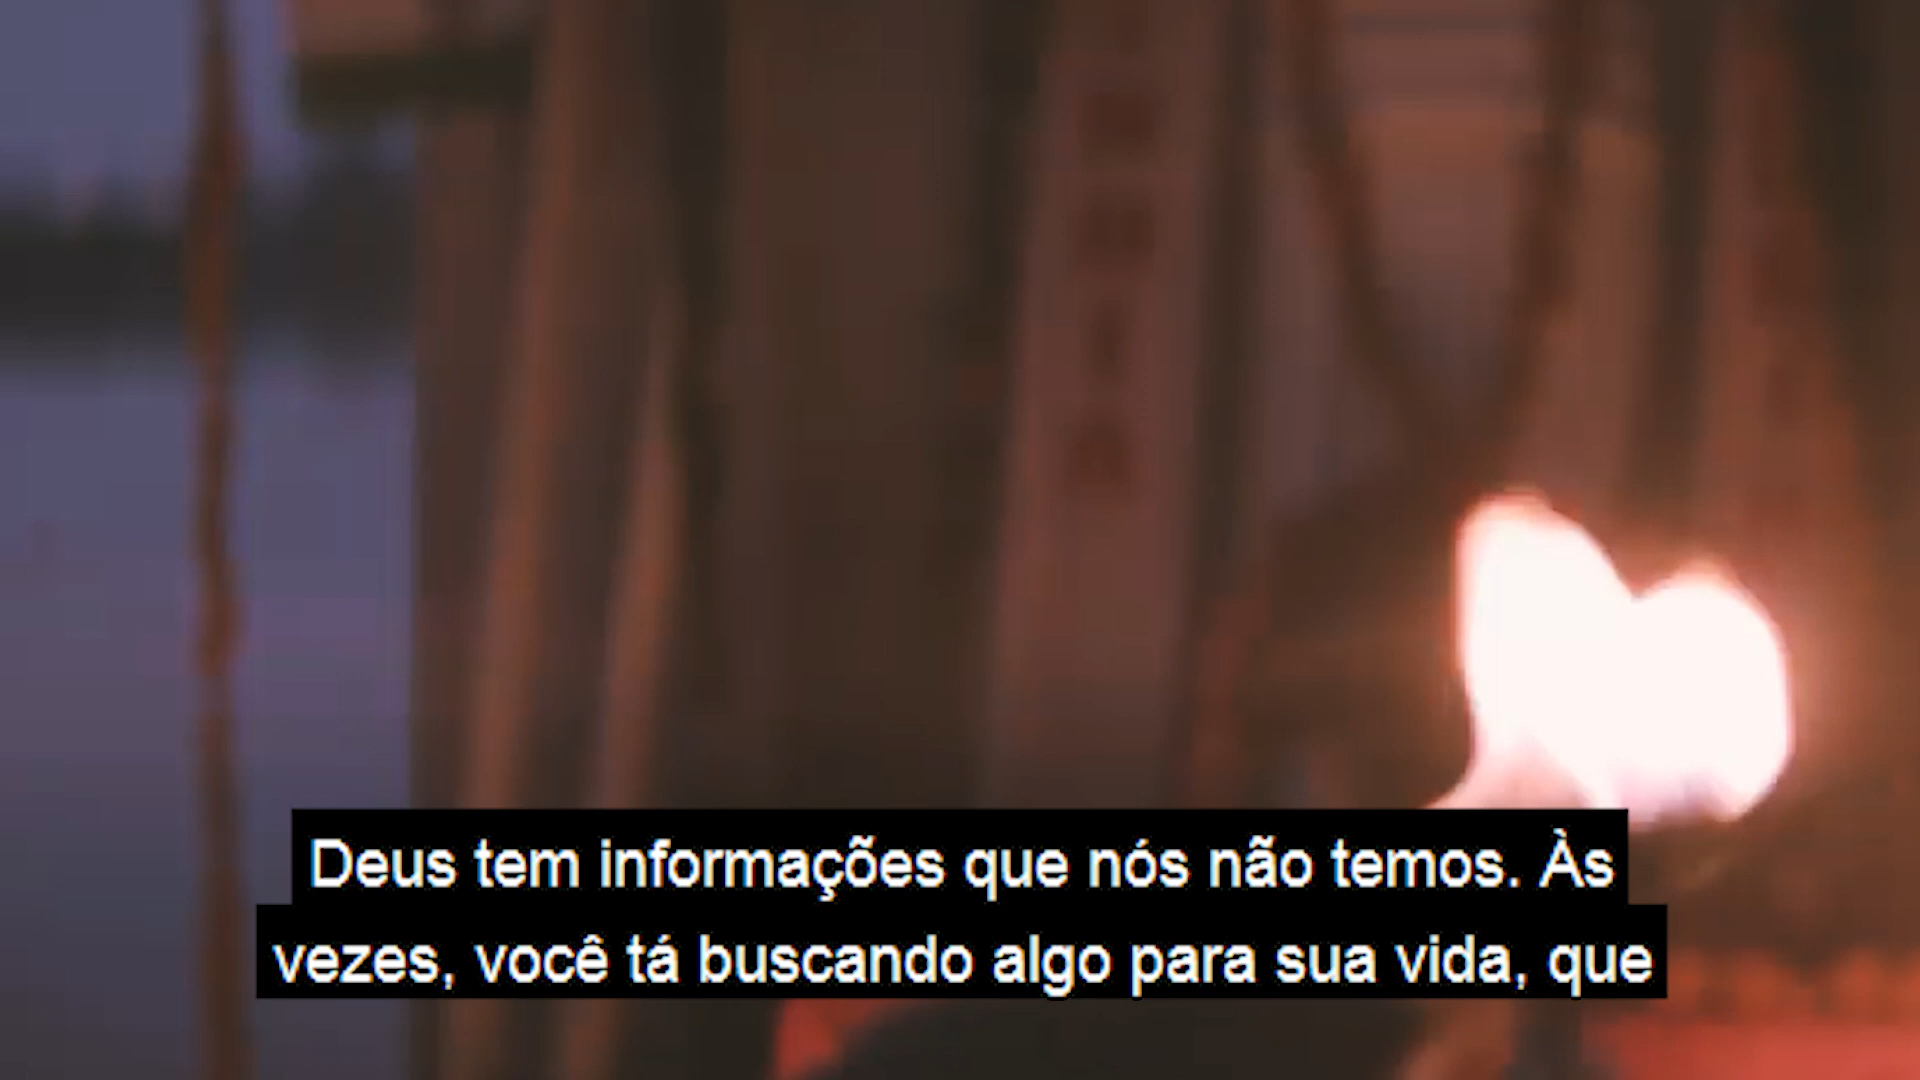 Deus tem informações que nós não temos. Às
vezes, você tá buscando algo para sua vida, que